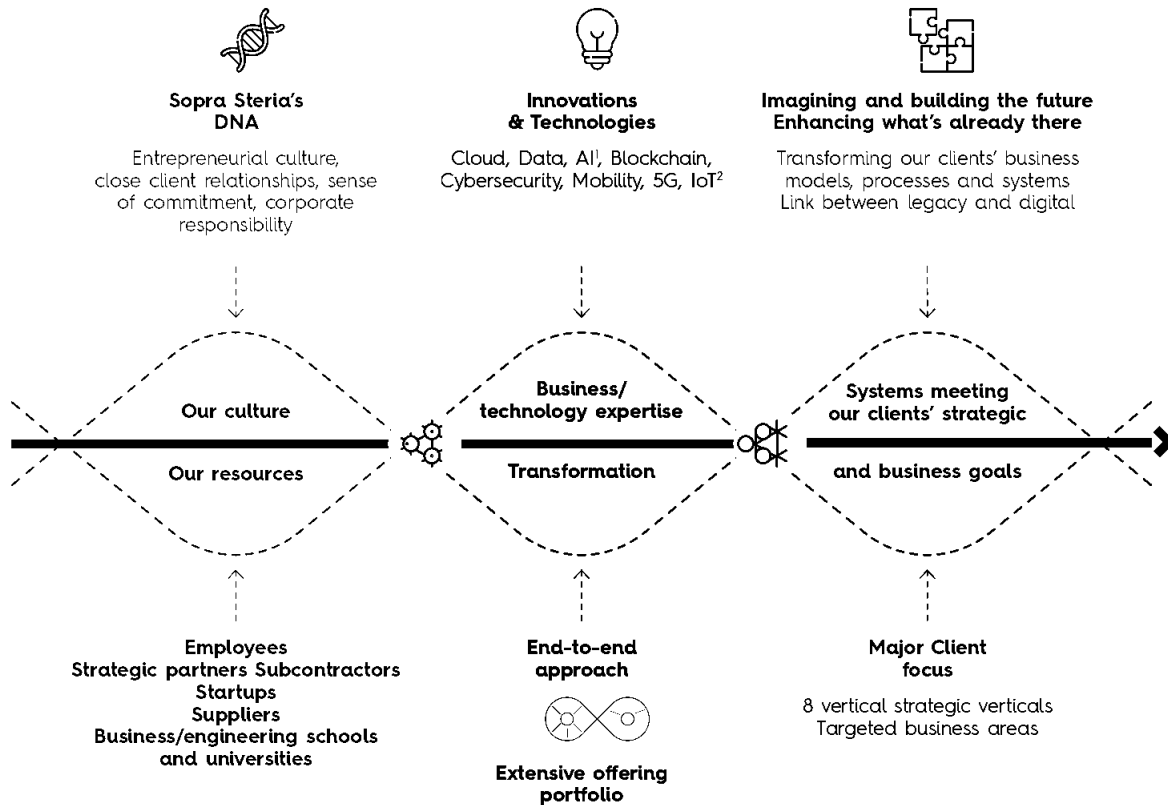 Sopra Steria's
DNA
Entrepreneurial culture,
close client relationships, sense
of commitment, corporate
responsibility
Innovations
& Technologies
Cloud, Data, AI¹, Blockchain,
Cybersecurity, Mobility, 5G, IoT²
Imagining and building the future
Enhancing what's already there
Transforming our clients' business
models, processes and systems
Link between legacy and digital
Our culture
Our resources
Business/
technology expertise
Transformation
Systems meeting
our clients' strategic
and business goals
Employees
Strategic partners Subcontractors
Startups
Suppliers
Business/engineering schools
and universities
End-to-end
approach
Extensive offering
portfolio
Major Client
focus
8 vertical strategic verticals
Targeted business areas